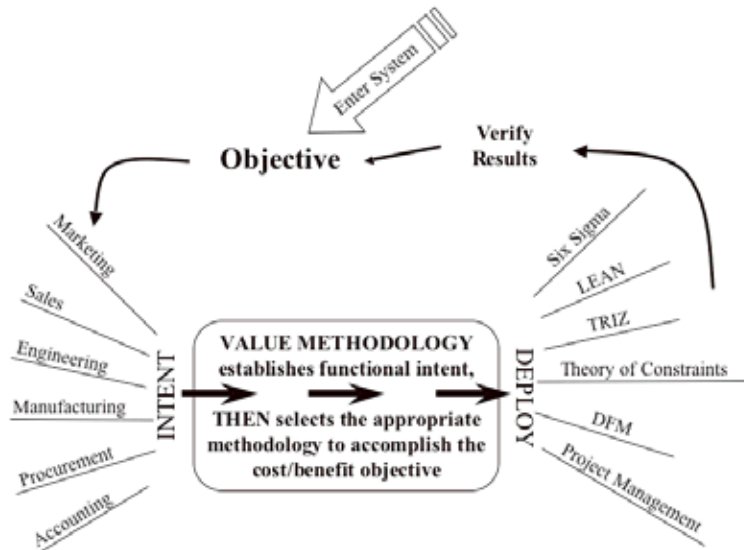 Enter System
Objective
Verify
Results
Marketing
Sales
Engineering
Manufacturing
Procurement
Accounting
INTENT
VALUE METHODOLOGY
establishes functional intent,
THEN selects the appropriate
methodology to accomplish the
cost/benefit objective
DEPLOY
Six Sigma
LEAN
TRIZ
Theory of Constraints
DFM
Project Management